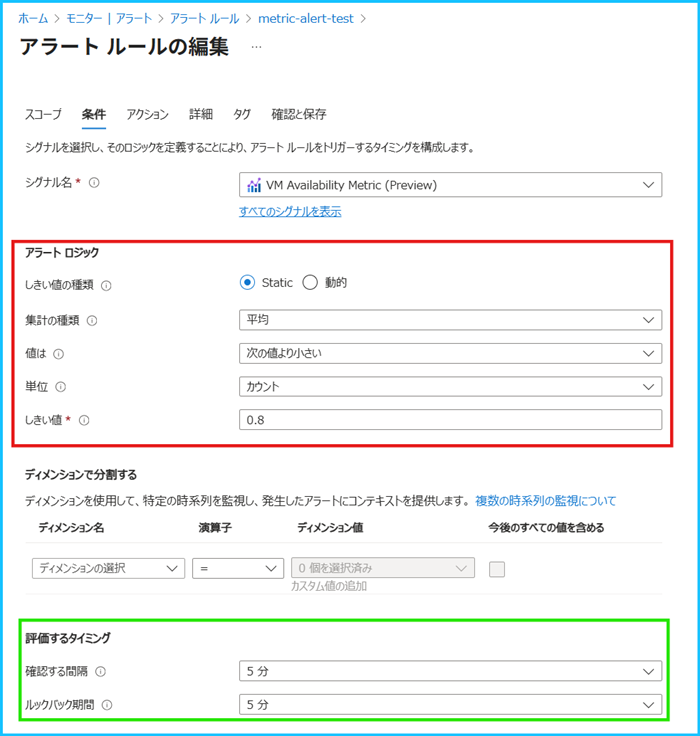 ホーム > モニター | アラート > アラート ルール > metric-alert-test >
アラート ルールの編集 ...
スコープ 条件 アクション 詳細 タグ 確認と保存
シグナルを選択し、そのロジックを定義することにより、アラート ルールをトリガーするタイミングを構成します。
シグナル名 * VM Availability Metric (Preview)
すべてのシグナルを表示
アラート ロジック
しきい値の種類 Static 動的
集計の種類 平均
値は 次の値より小さい
単位 カウント
しきい値 * 0.8
ディメンションで分割する
ディメンションを使用して、特定の時系列を監視し、発生したアラートにコンテキストを提供します。 複数の時系列の監視について
ディメンション名 演算子 ディメンション値 今後のすべての値を含める
ディメンションの選択 = 0 個を選択済み
カスタム値の追加
評価するタイミング
確認する間隔 5 分
ルックバック期間 5 分